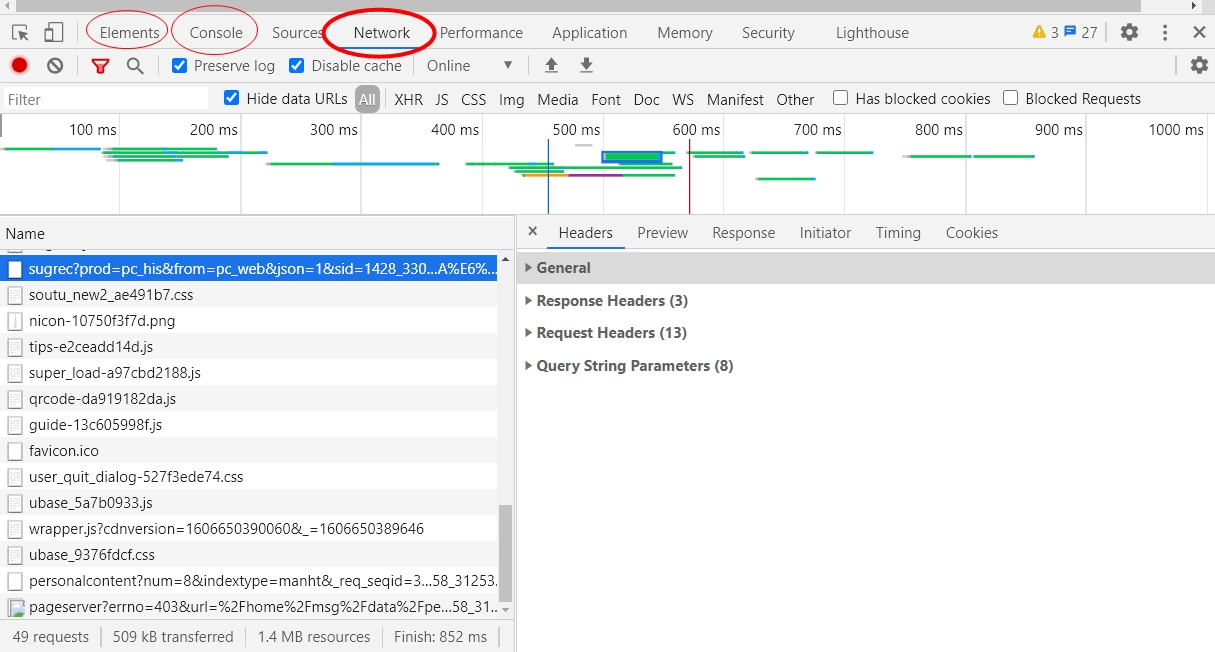 Elements Console Sources Network Performance Application Memory Security Lighthouse 3 27
Preserve log Disable cache Online
Filter Hide data URLs All XHR JS CSS Img Media Font Doc WS Manifest Other Has blocked cookies Blocked Requests
100 ms 200 ms 300 ms 400 ms 500 ms 600 ms 700 ms 800 ms 900 ms 1000 ms
Name
× Headers Preview Response Initiator Timing Cookies
sugrec?prod=pc_his&from=pc_web&json=1&sid=1428_330...A%E6%...
soutu_new2_ae491b7.css
nicon-10750f3f7d.png
tips-e2ceadd14d.js
super_load-a97cbd2188.js
qrcode-da919182da.js
guide-13c605998f.js
favicon.ico
user_quit_dialog-527f3ede74.css
ubase_5a7b0933.js
wrapper.js?cdnversion=1606650390060&_=1606650389646
ubase_9376fdcf.css
personalcontent?num=8&indextype=manht&_req_seqid=3...58_31253.
pageserver?errno=403&url=%2Fhome%2Fmsg%2Fdata%2Fpe...58_31...
General
Response Headers (3)
Request Headers (13)
Query String Parameters (8)
49 requests 509 kB transferred 1.4 MB resources Finish: 852 ms